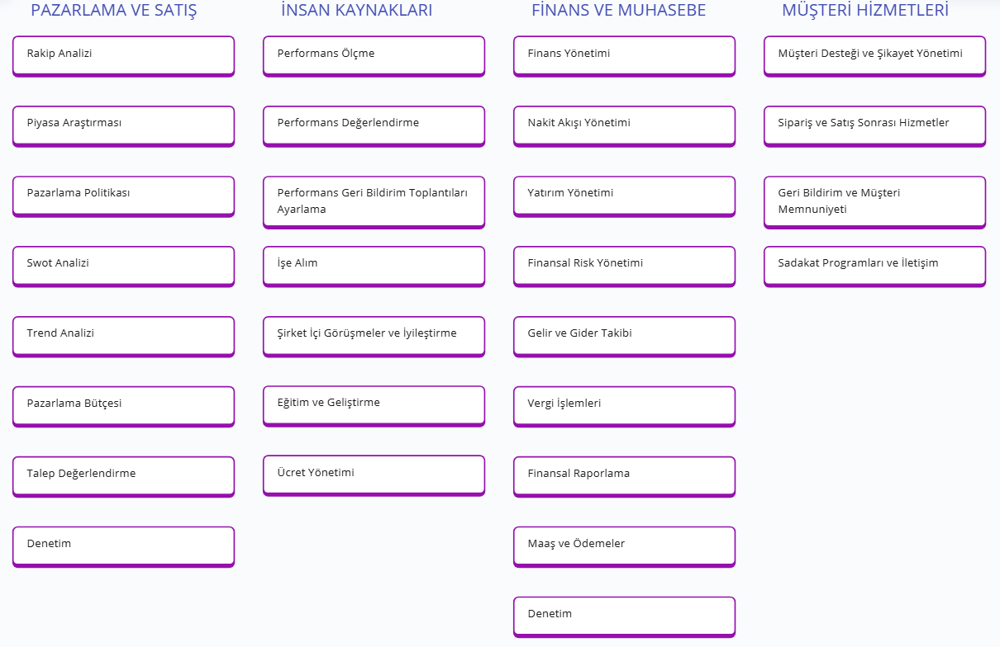 PAZARLAMA VE SATIŞ
Rakip Analizi
Piyasa Araştırması
Pazarlama Politikası
Swot Analizi
Trend Analizi
Pazarlama Bütçesi
Talep Değerlendirme
Denetim
İNSAN KAYNAKLARI
Performans Ölçme
Performans Değerlendirme
Performans Geri Bildirim Toplantıları
Ayarlama
İşe Alım
Şirket İçi Görüşmeler ve İyileştirme
Eğitim ve Geliştirme
Ücret Yönetimi
FİNANS VE MUHASEBE
Finans Yönetimi
Nakit Akışı Yönetimi
Yatırım Yönetimi
Finansal Risk Yönetimi
Gelir ve Gider Takibi
Vergi İşlemleri
Finansal Raporlama
Maaş ve Ödemeler
Denetim
MÜŞTERİ HİZMETLERİ
Müşteri Desteği ve Şikayet Yönetimi
Sipariş ve Satış Sonrası Hizmetler
Geri Bildirim ve Müşteri
Memnuniyeti
Sadakat Programları ve İletişim